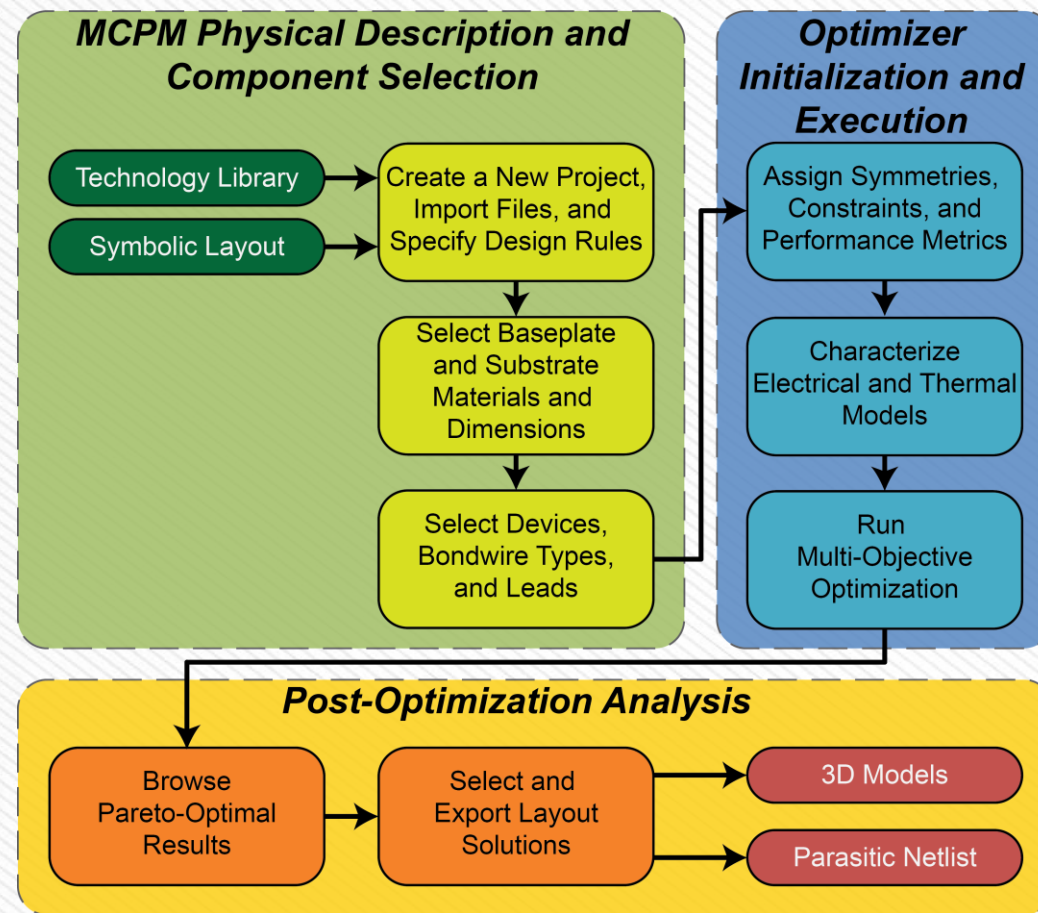 MCPM Physical Description and
Component Selection
Technology Library
Symbolic Layout
Create a New Project,
Import Files, and
Specify Design Rules
Select Baseplate
and Substrate
Materials and
Dimensions
Select Devices,
Bondwire Types,
and Leads
Optimizer
Initialization and
Execution
Assign Symmetries,
Constraints, and
Performance Metrics
Characterize
Electrical and Thermal
Models
Run
Multi-Objective
Optimization
Post-Optimization Analysis
Browse
Pareto-Optimal
Results
Select and
Export Layout
Solutions
3D Models
Parasitic Netlist